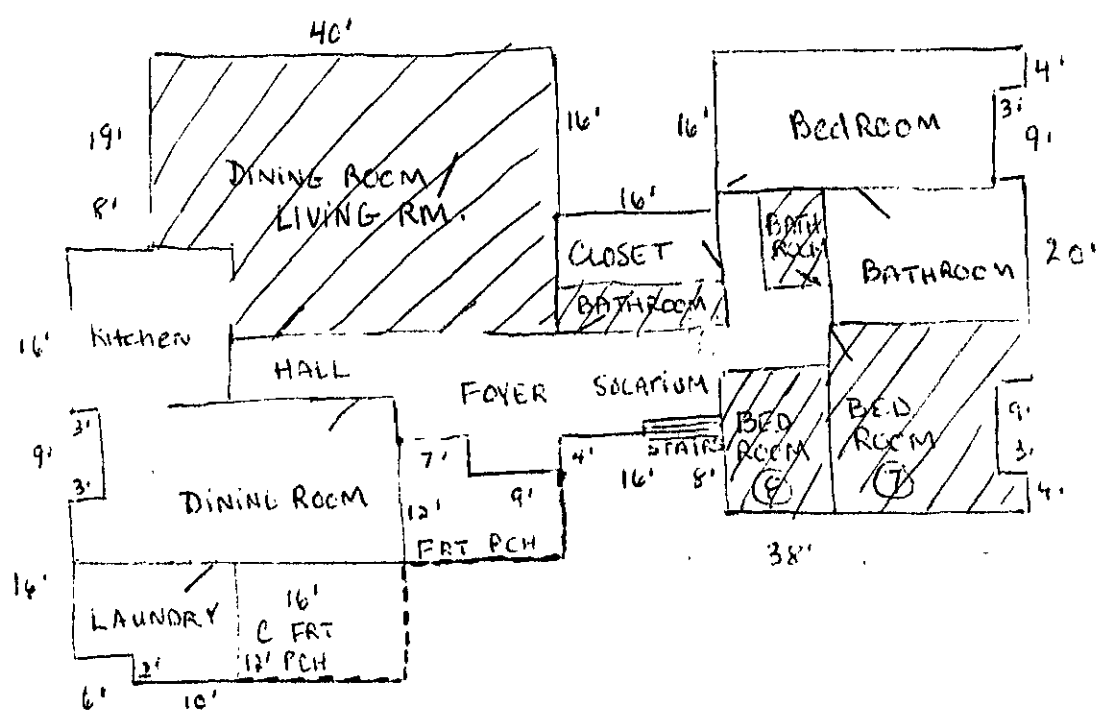 40'
4'
19'
16'
16'
BedROOM
3'
9'
DINING ROOM /
LIVING RM.
8'
16'
CLOSET
BATH
ROOM
BATHROOM
20'
BATHROOM
16'
Kitchen
HALL
FOYER
SOLARIUM
3'
9'
3'
7'
4'
STAIRS
BED
ROOM
BED
ROOM
7
9'
3'
DINING ROOM
12'
9'
16'
8'
4'
FRT PCH
38'
16'
LAUNDRY
16'
C FRT
12' PCH
2'
6'
10'